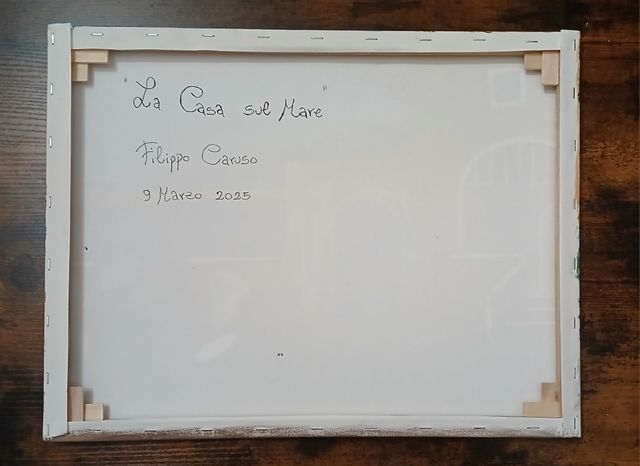 "La Casa sul Mare"
Filippo Caruso
9 Marzo 2025